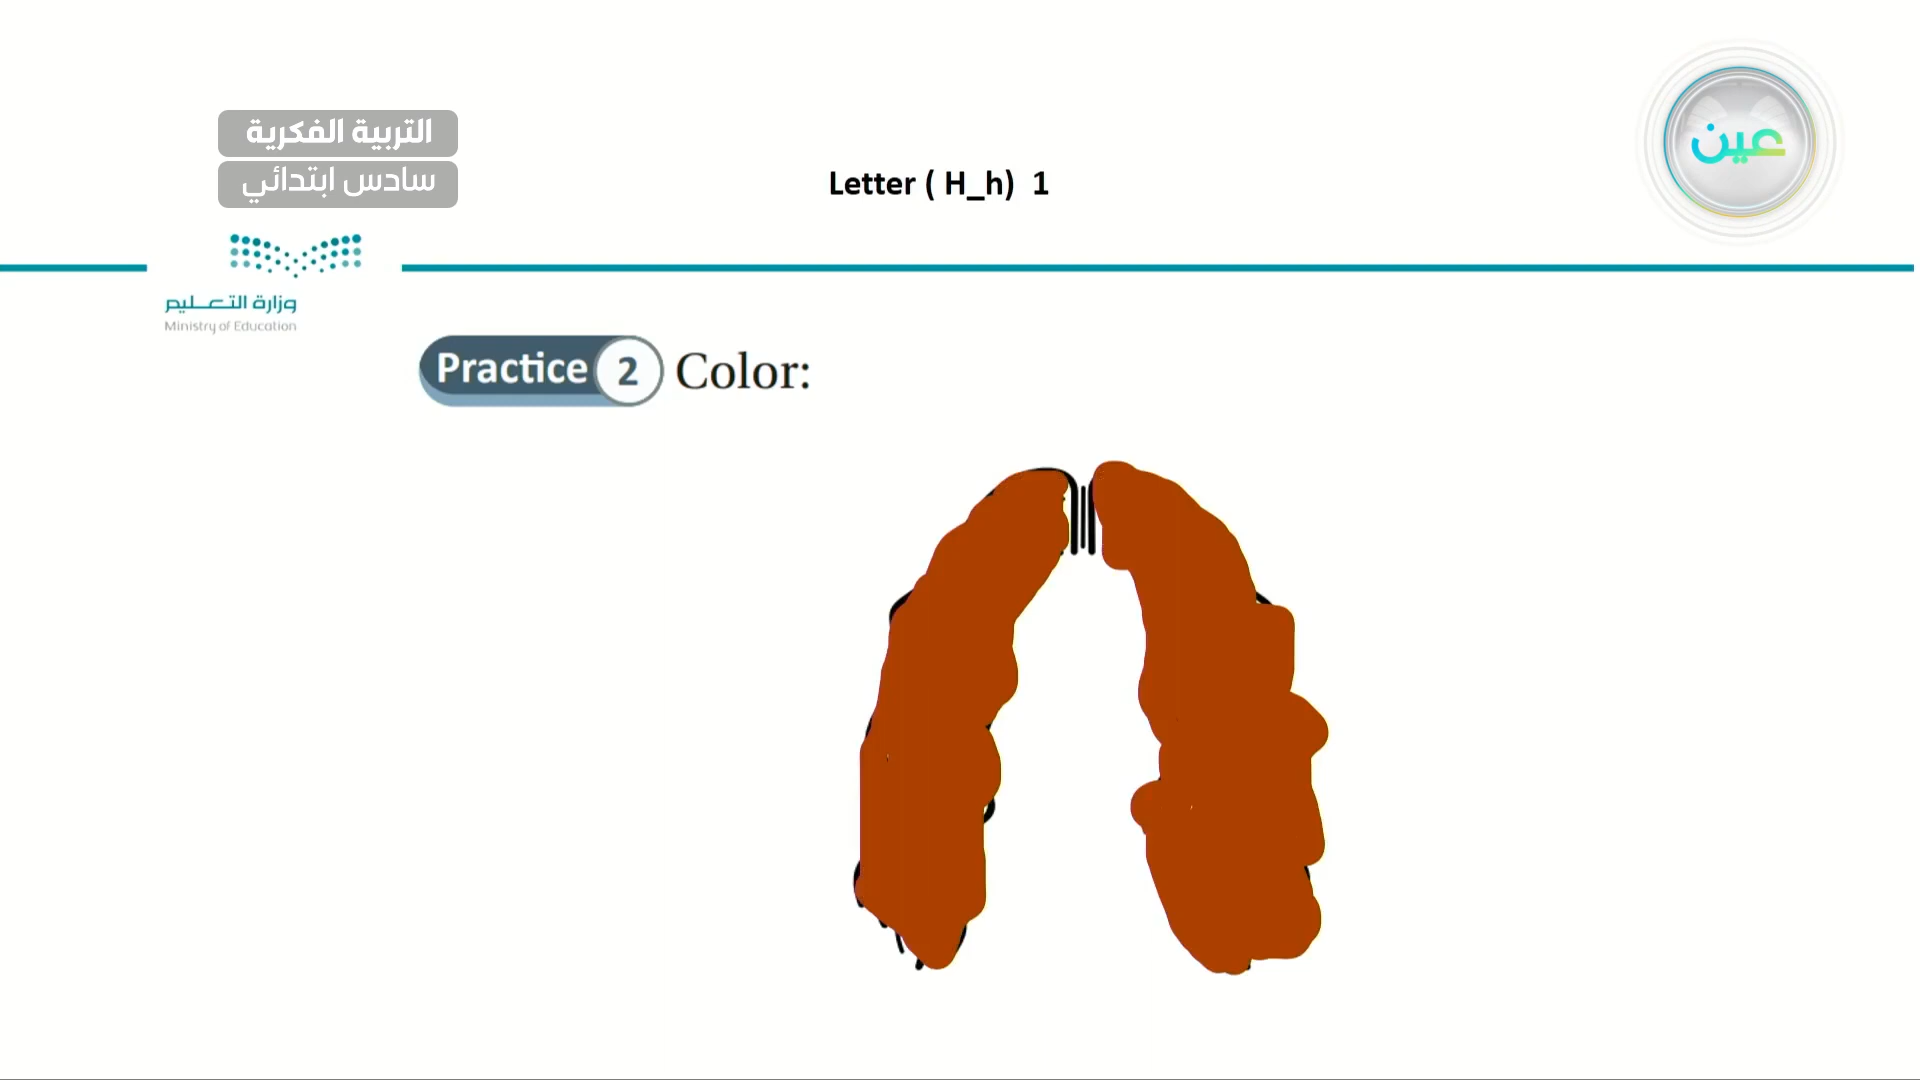 التربية الفكرية
سادس ابتدائي
عين
Letter ( H_h) 1
وزارة التعليم
Ministry of Education
Practice 2 Color: